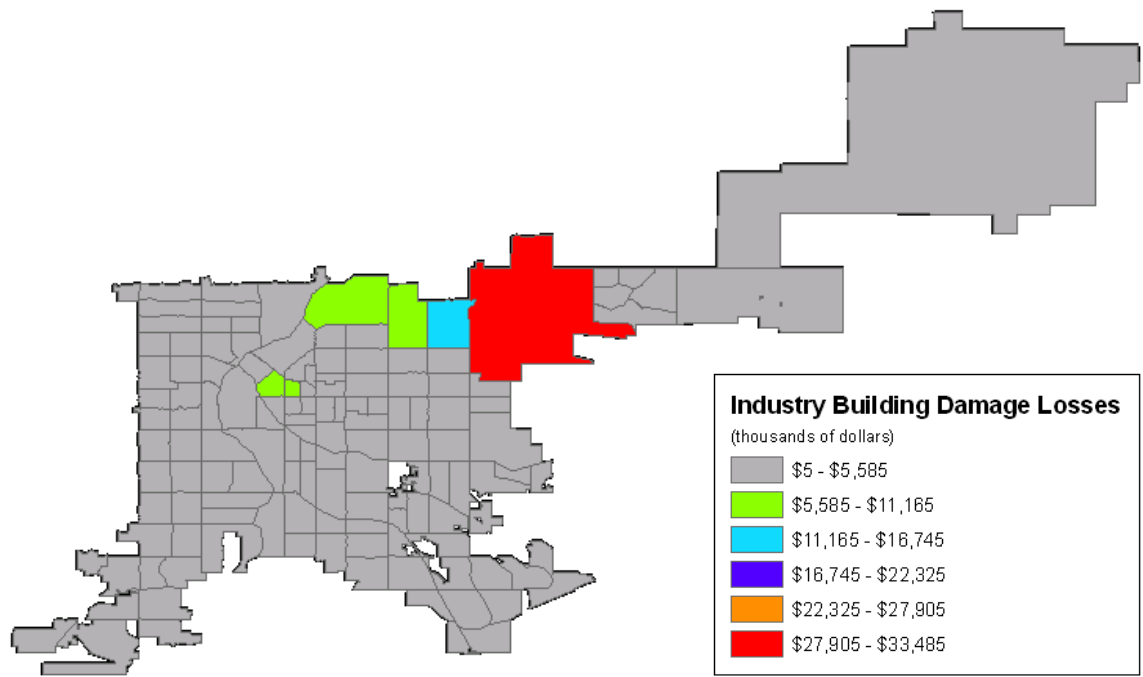 Industry Building Damage Losses
(thousands of dollars)
$5 - $5,585
$5,585 - $11,165
$11,165 - $16,745
$16,745 - $22,325
$22,325 - $27,905
$27,905 - $33,485